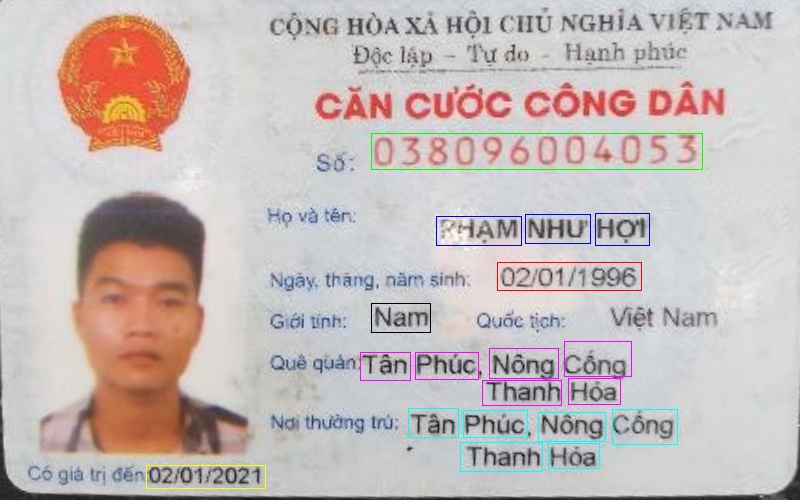 CỘNG HÒA XÃ HỘI CHỦ NGHĨA VIỆT NAM
Độc lập - Tự do - Hạnh phúc
CĂN CƯỚC CÔNG DÂN
Số: 038096004053
Họ và tên:
PHẠM NHƯ HỢI
Ngày, tháng, năm sinh: 02/01/1996
Giới tính: Nam Quốc tịch: Việt Nam
Quê quán: Tân Phúc, Nông Cống
Thanh Hóa
Nơi thường trú: Tân Phúc, Nông Cống
Thanh Hóa
Có giá trị đến: 02/01/2021